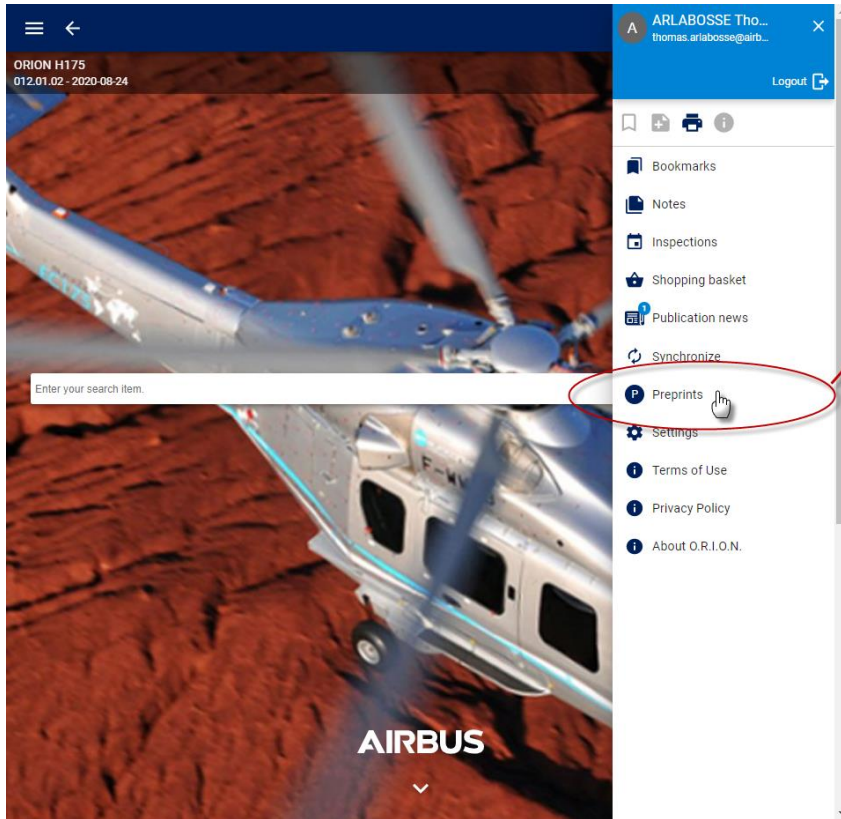 ORION H175
012.01.02 - 2020-08-24
Enter your search item.
AIRBUS
A
ARLABOSSE Tho...
thomas.arlabosse@airb...
Logout
Bookmarks
Notes
Inspections
Shopping basket
1
Publication news
Synchronize
P
Preprints
Settings
Terms of Use
Privacy Policy
About O.R.I.O.N.